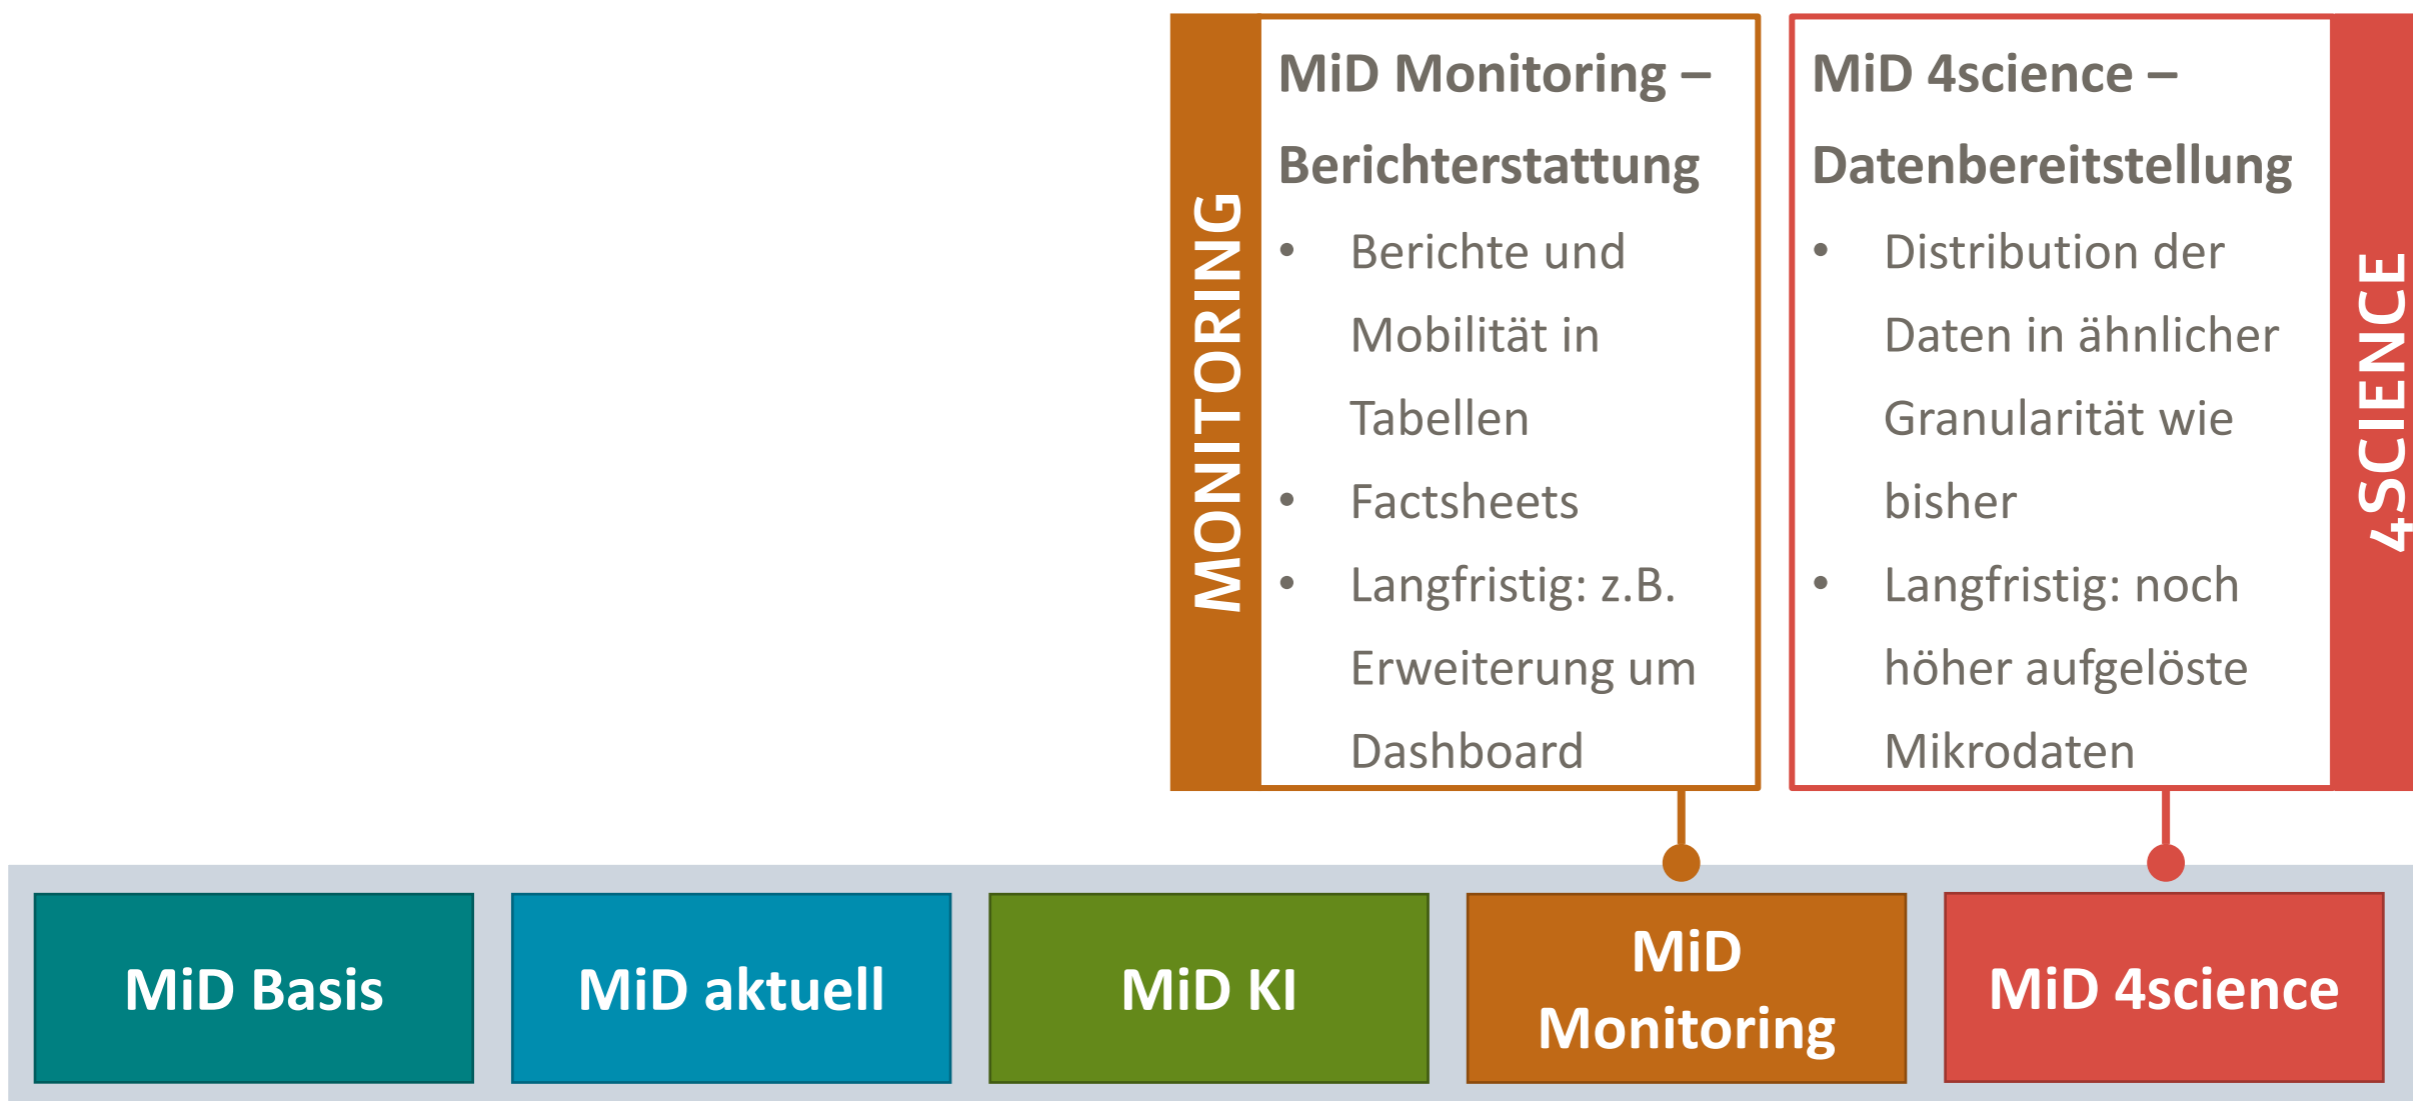 MONITORING
MiD Monitoring –
Berichterstattung
• Berichte und
Mobilität in
Tabellen
• Factsheets
• Langfristig: z.B.
Erweiterung um
Dashboard
MiD 4science –
Datenbereitstellung
• Distribution der
Daten in ähnlicher
Granularität wie
bisher
• Langfristig: noch
höher aufgelöste
Mikrodaten
4SCIENCE
MiD Basis
MiD aktuell
MiD KI
MiD
Monitoring
MiD 4science